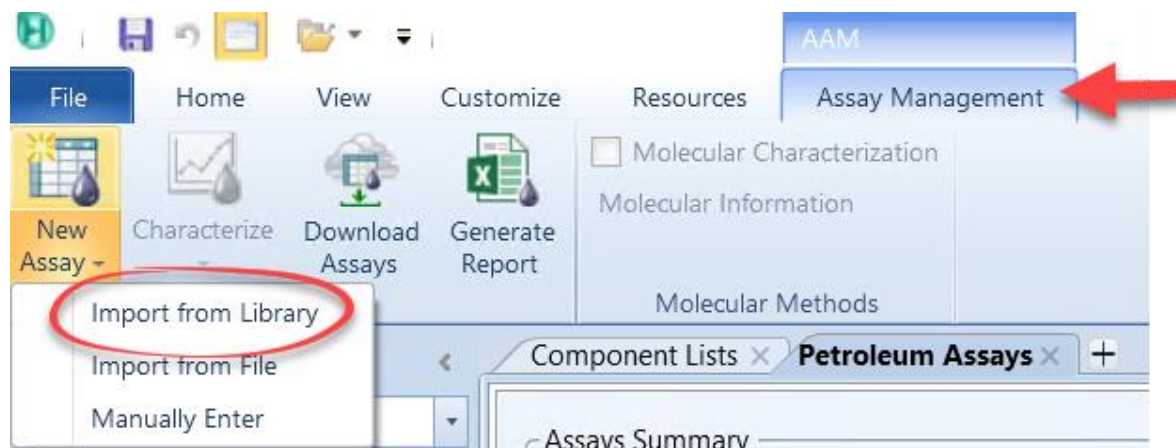 AAM
File Home View Customize Resources Assay Management
New Assay
Characterize
Download Assays
Generate Report
Molecular Characterization
Molecular Information
Molecular Methods
Import from Library
Import from File
Manually Enter
Component Lists Petroleum Assays
Assays Summary